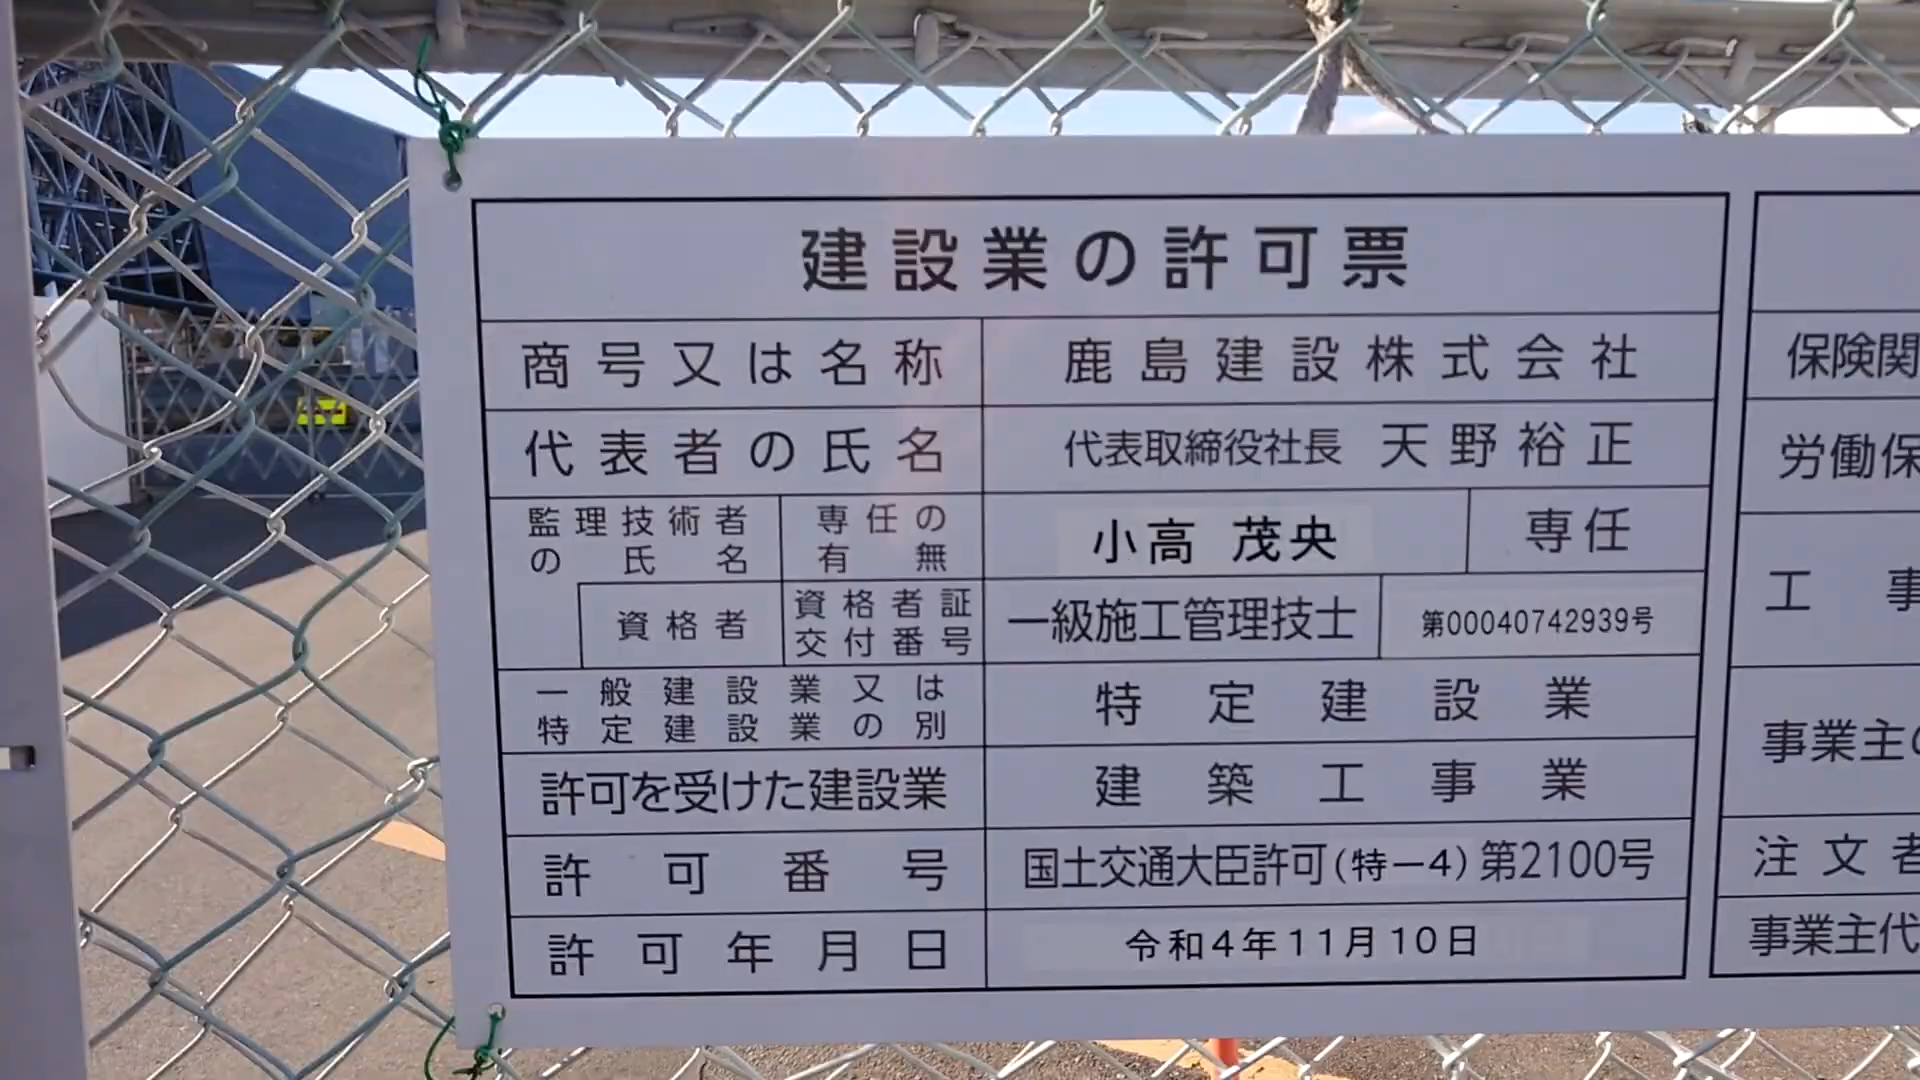 建設業の許可票
商号又は名称 鹿島建設株式会社
代表者の氏名 代表取締役社長 天野裕正
監理技術者の氏名 専任の有無 小高 茂央 専任
資格者 資格者証交付番号 一級施工管理技士 第00040742939号
一般建設業又は特定建設業の別 特定建設業
許可を受けた建設業 建築工事業
許可番号 国土交通大臣許可(特ー4)第2100号
許可年月日 令和4年11月10日
保険関
労働保
工 事
事業主の
注文者
事業主代